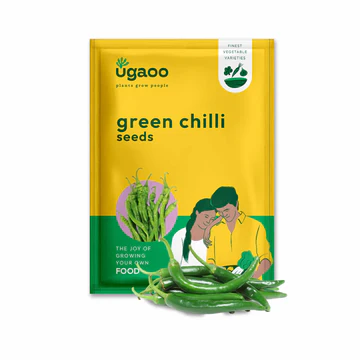 ugaoo
plants grow people
FINEST
VEGETABLE
VARIETIES
green chilli
seeds
THE JOY OF
GROWING
YOUR OWN
FOOD